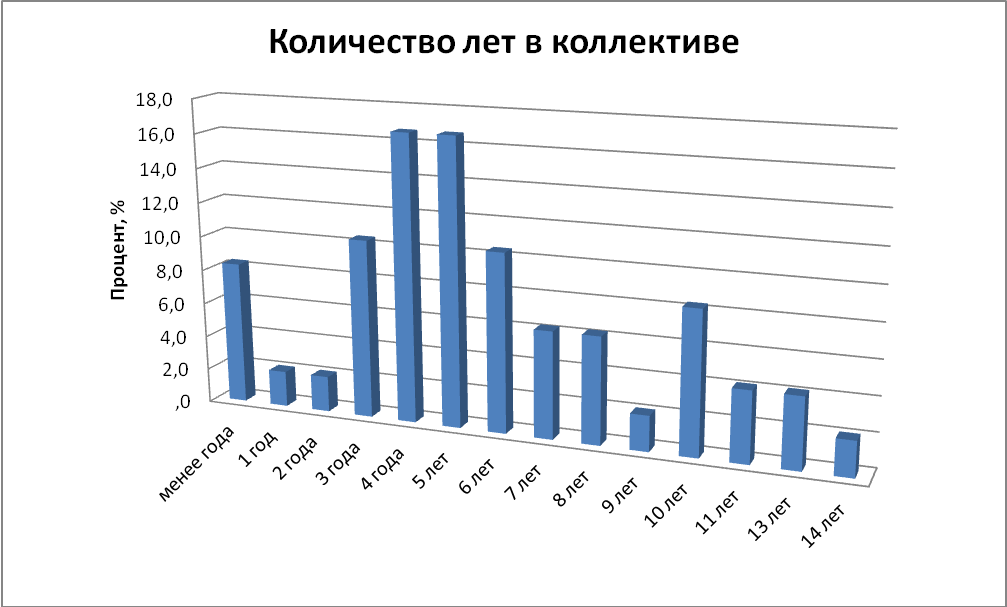 Количество лет в коллективе
Процент, %
18,0
16,0
14,0
12,0
10,0
8,0
6,0
4,0
2,0
,0
менее года
1 год
2 года
3 года
4 года
5 лет
6 лет
7 лет
8 лет
9 лет
10 лет
11 лет
13 лет
14 лет